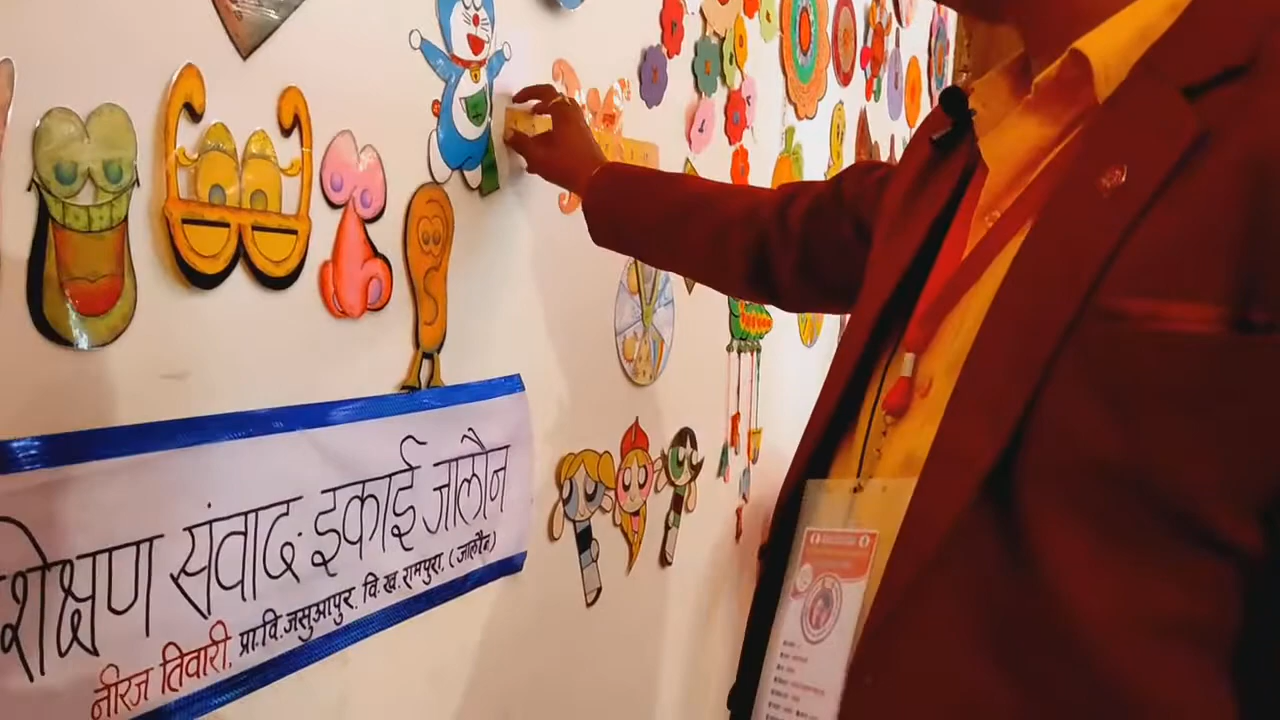 शिक्षण संवाद-इकाई जालौन
नीरज तिवारी, प्रा.वि.जसुआपुर, वि.ख.रामपुरा, (जालौन)